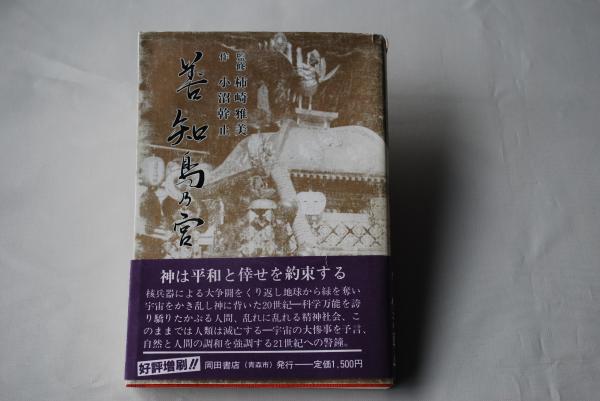 善知鳥乃宮
監修 柿崎雅美
作 小沼幹止
神は平和と倖せを約束する
核兵器による大争闘をくり返し地球から緑を奪い
宇宙をかき乱し神に背いた20世紀―科学万能を誇
り驕りたかぶる人間、乱れに乱れる精神社会、こ
のままでは人類は滅亡する―宇宙の大惨事を予言、
自然と人間の調和を強調する21世紀への警鐘。
好評増刷!! 岡田書店（青森市）発行――定価1,500円